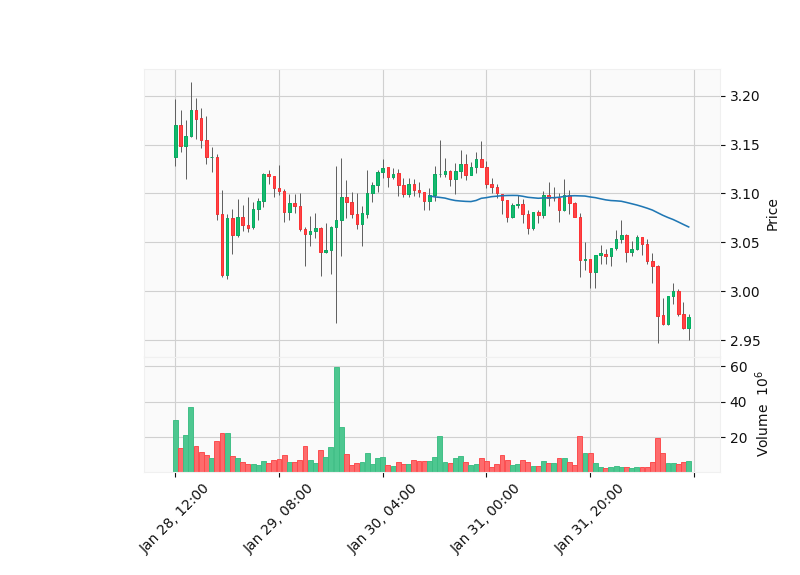 3.20
3.15
3.10
3.05
3.00
2.95
Price
60
40
20
Volume 10^6
Jan 28, 12:00
Jan 29, 08:00
Jan 30, 04:00
Jan 31, 00:00
Jan 31, 20:00